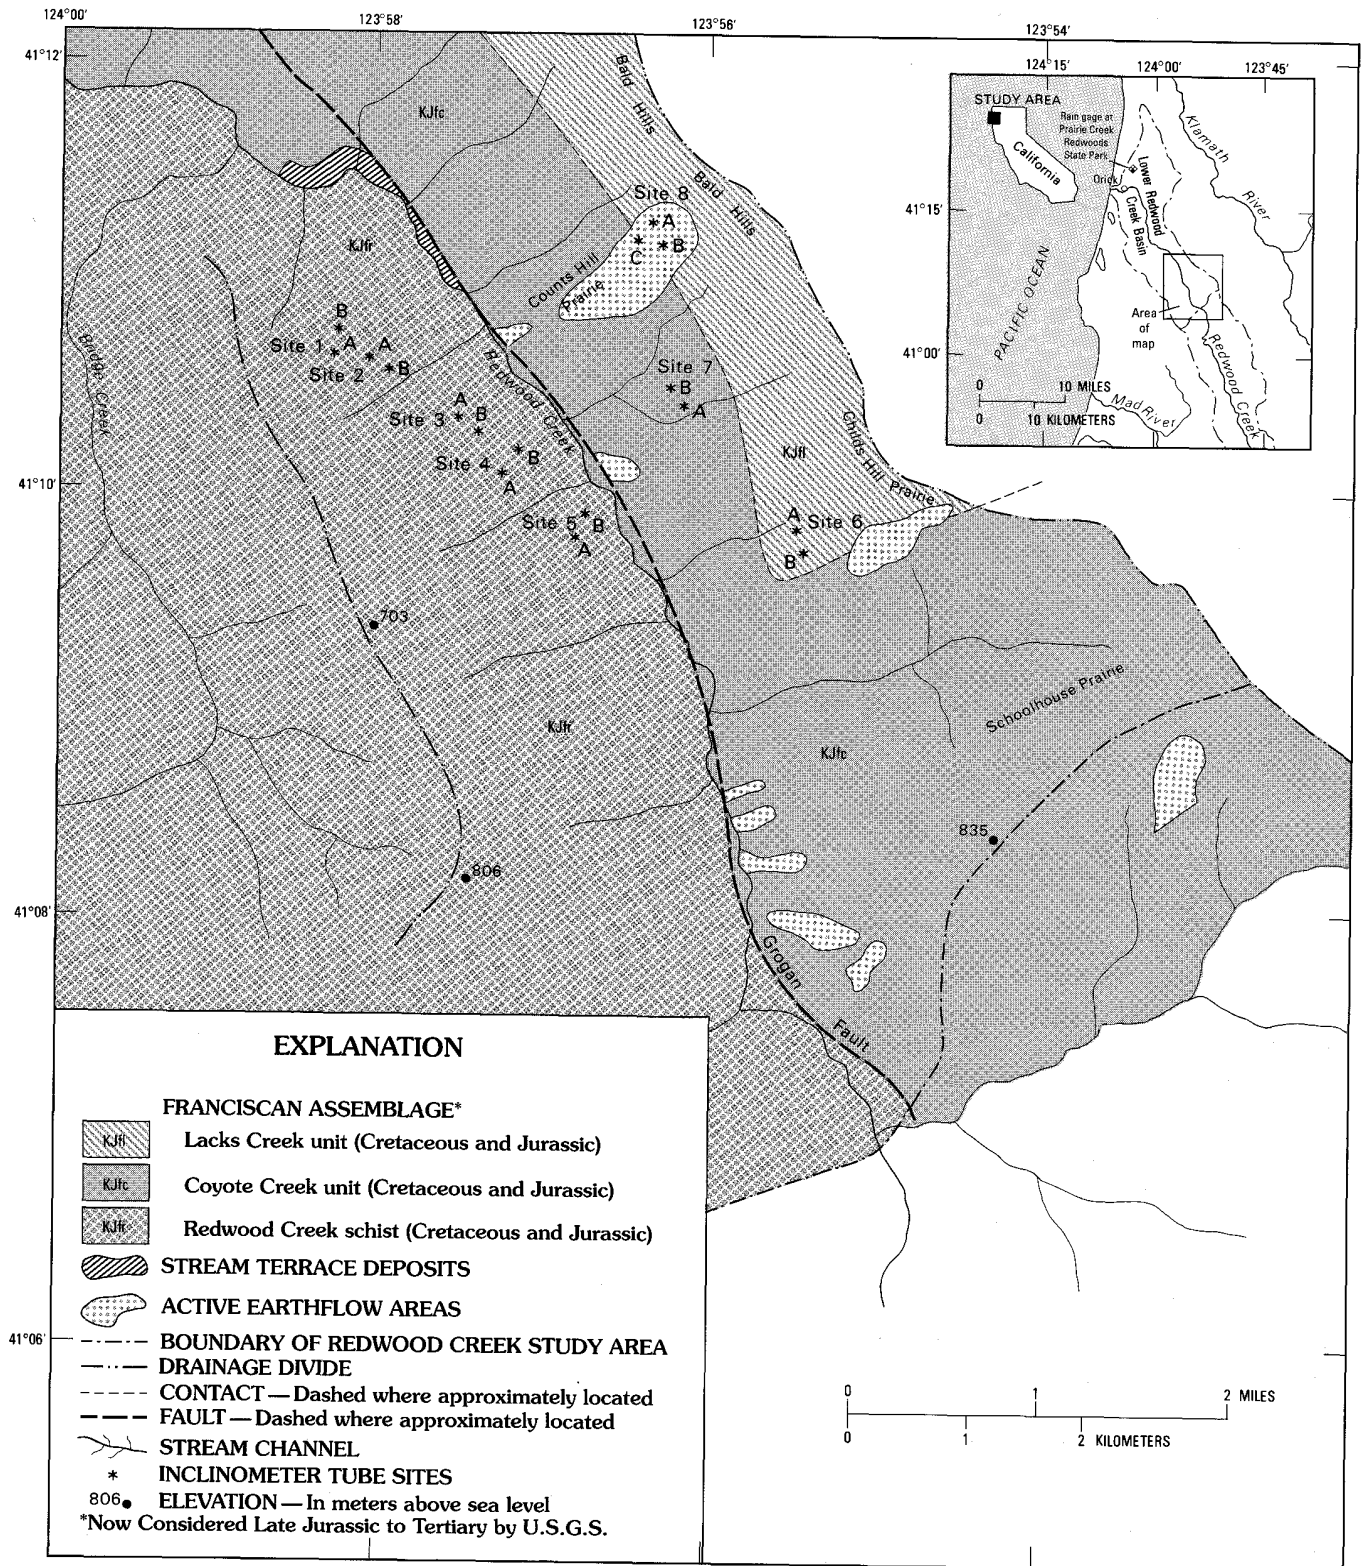 124°00'
123°58'
123°56'
123°54'
41°12'
41°10'
41°08'
41°06'
124°15'
124°00'
123°45'
STUDY AREA
California
Rain gage at
Prairie Creek
Redwoods
State Park
Orick
Lower Redwood
Creek Basin
Klamath
River
41°15'
41°00'
PACIFIC OCEAN
Area
of
map
Redwood Creek
Mad River
0 10 MILES
0 10 KILOMETERS
Bald Hills
Bald Hills
KJfc
Site 8
A
B
C
Counts Hill
Prairie
KJfr
Bridge Creek
B
Site 1 A
A
Site 2 B
Redwood Creek
A
Site 3 B
Site 4 B
A
Site 5 B
A
Site 7
B
A
KJfl
Childs Hill Prairie
A Site 6
B
703
KJfr
806
Schoolhouse Prairie
KJfc
835
Grogan
Fault
EXPLANATION
FRANCISCAN ASSEMBLAGE*
KJfl Lacks Creek unit (Cretaceous and Jurassic)
KJfc Coyote Creek unit (Cretaceous and Jurassic)
KJfr Redwood Creek schist (Cretaceous and Jurassic)
STREAM TERRACE DEPOSITS
ACTIVE EARTHFLOW AREAS
BOUNDARY OF REDWOOD CREEK STUDY AREA
DRAINAGE DIVIDE
CONTACT — Dashed where approximately located
FAULT — Dashed where approximately located
STREAM CHANNEL
* INCLINOMETER TUBE SITES
806 ELEVATION — In meters above sea level
*Now Considered Late Jurassic to Tertiary by U.S.G.S.
0 1 2 MILES
0 1 2 KILOMETERS